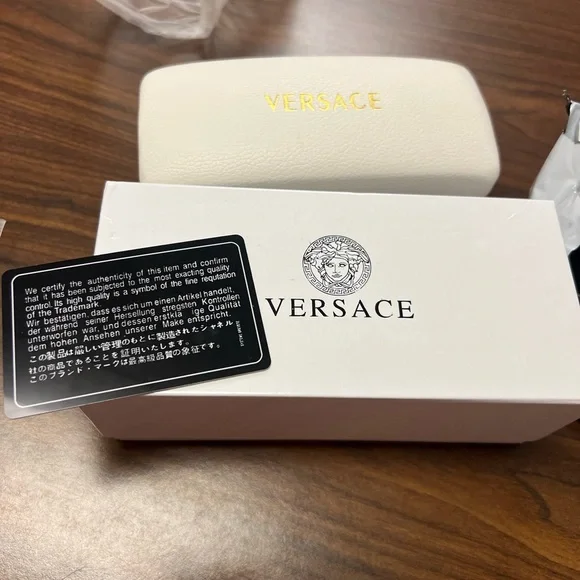 VERSACE
VERSACE
We certify the authenticity of this item and confirm
that it has been subjected to the most exacting quality
control. Its high quality is a symbol of the fine reputation
of the Trademark.
Wir bestätigen, dass es sich um einen Artikel handelt,
der während seiner Hersellung stregsten Kontrollen
unterworfen war, und dessen erstkla ige Qualität
dem hohen Ansehen unserer Make entspricht.
この製品は厳しい管理のもとに製造されたシャネル
社の商品であることを証明いたします。
このブランド・マークは最高級品質の象徴です。